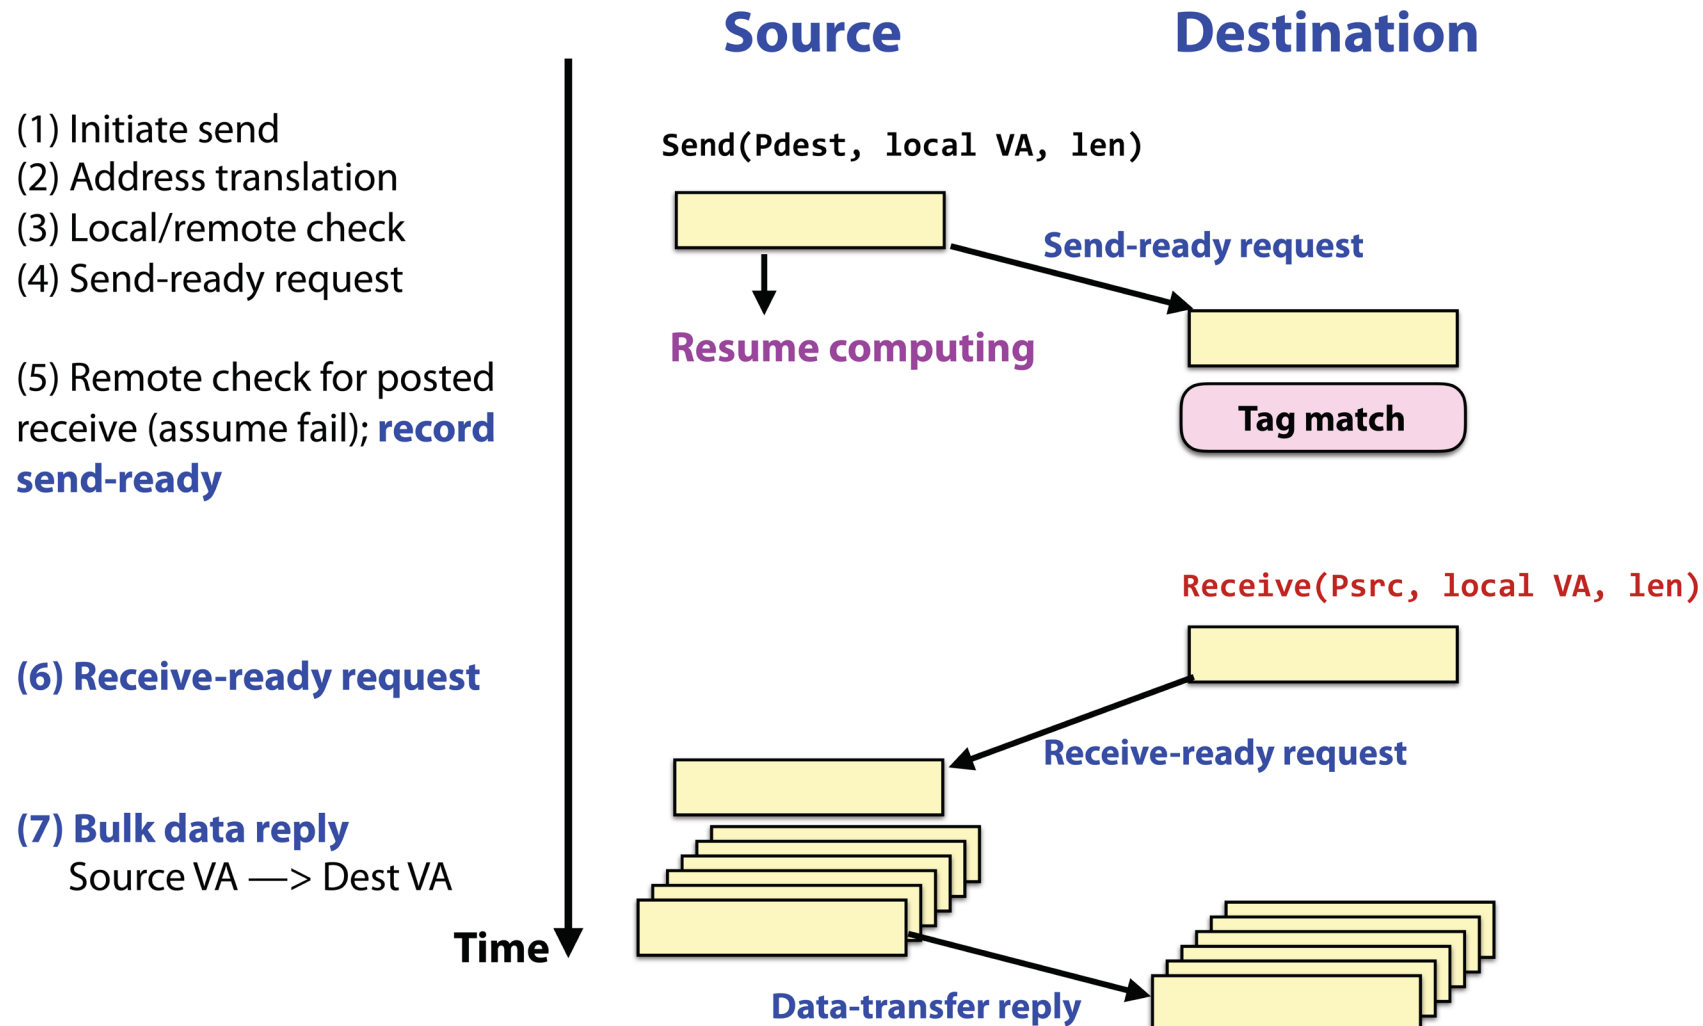 Source
Destination
(1) Initiate send
(2) Address translation
(3) Local/remote check
(4) Send-ready request
Send(Pdest, local VA, len)
Send-ready request
Resume computing
(5) Remote check for posted
receive (assume fail); record
send-ready
Tag match
Receive(Psrc, local VA, len)
(6) Receive-ready request
Receive-ready request
(7) Bulk data reply
Source VA —> Dest VA
Time
Data-transfer reply